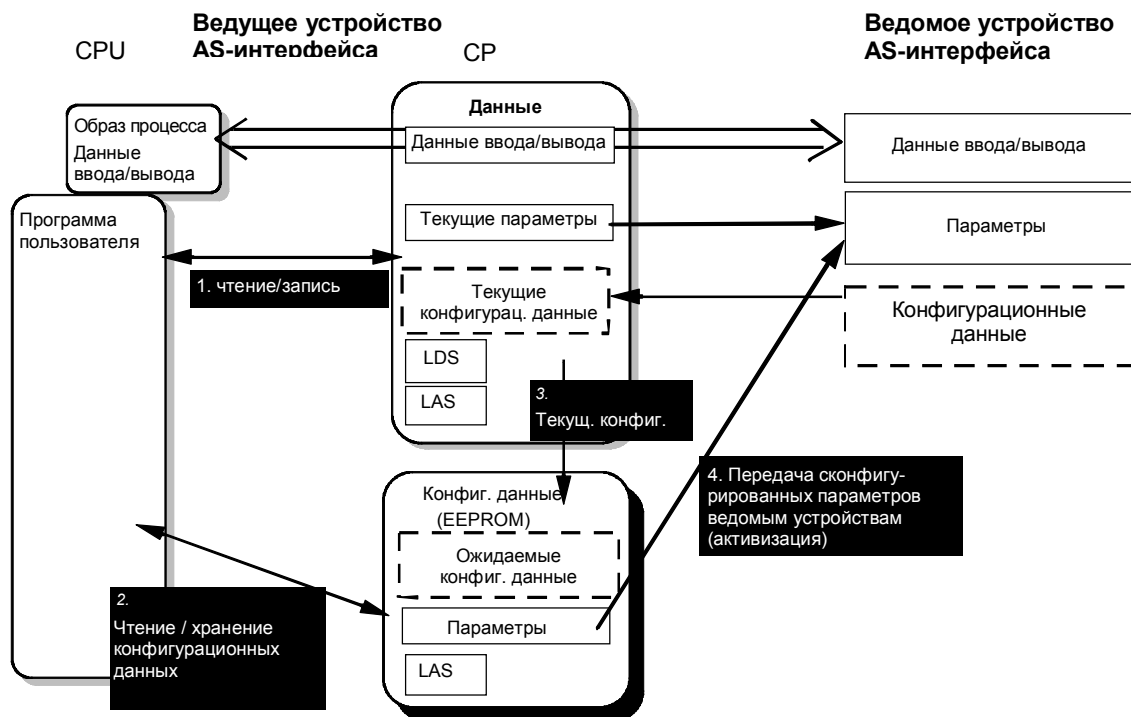 Ведущее устройство
AS-интерфейса
Ведомое устройство
AS-интерфейса
CPU
CP
Образ процесса
Данные
ввода/вывода
Программа
пользователя
1. чтение/запись
Данные
Данные ввода/вывода
Текущие параметры
Текущие
конфигурац. данные
LDS
LAS
3.
Текущ. конфиг.
Данные ввода/вывода
Параметры
Конфигурационные
данные
4. Передача сконфигу-
рированных параметров
ведомым устройствам
(активизация)
Конфиг. данные
(EEPROM)
Ожидаемые
конфиг. данные
Параметры
LAS
2.
Чтение / хранение
конфигурационных
данных